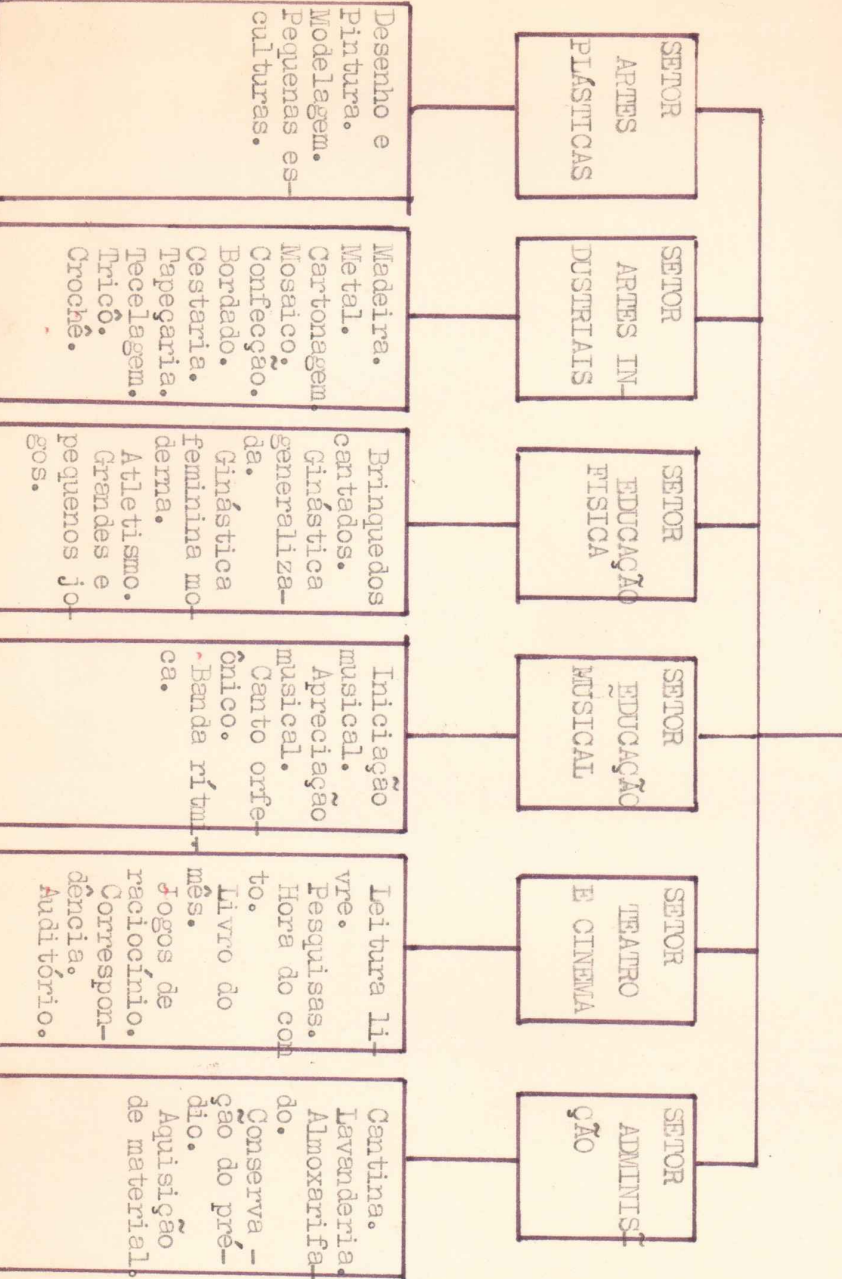 SETOR
ARTES
PLÁSTICAS
SETOR
ARTES IN-
DUSTRIAIS
SETOR
EDUCAÇÃO
FISICA
SETOR
EDUCAÇÃO
MUSICAL
SETOR
TEATRO
E CINEMA
SETOR
ADMINIS
ÇÃO
Desenho e
Pintura.
Modelagem.
Pequenas es-
culturas.
Madeira.
Metal.
Cartonagem.
Mosaico.
Confecção.
Bordado.
Cestaria.
Tapeçaria.
Tecelagem.
Tricô.
Crochê.
Brinquedos
cantados.
Ginástica
generaliza-
da.
Ginástica
feminina mo-
derna.
Atletismo.
Grandes e
pequenos jo-
gos.
Iniciação
musical.
Apreciação
musical.
Canto orfe-
ônico.
Banda rítmi-
ca.
Leitura li-
vre.
Pesquisas.
Hora do con
to.
Livro do
mês.
Jogos de
raciocínio.
Correspon-
dência.
Auditório.
Cantina.
Lavanderia.
Almoxarifa-
do.
Conserva -
ção do pré-
dio.
Aquisição
de material.